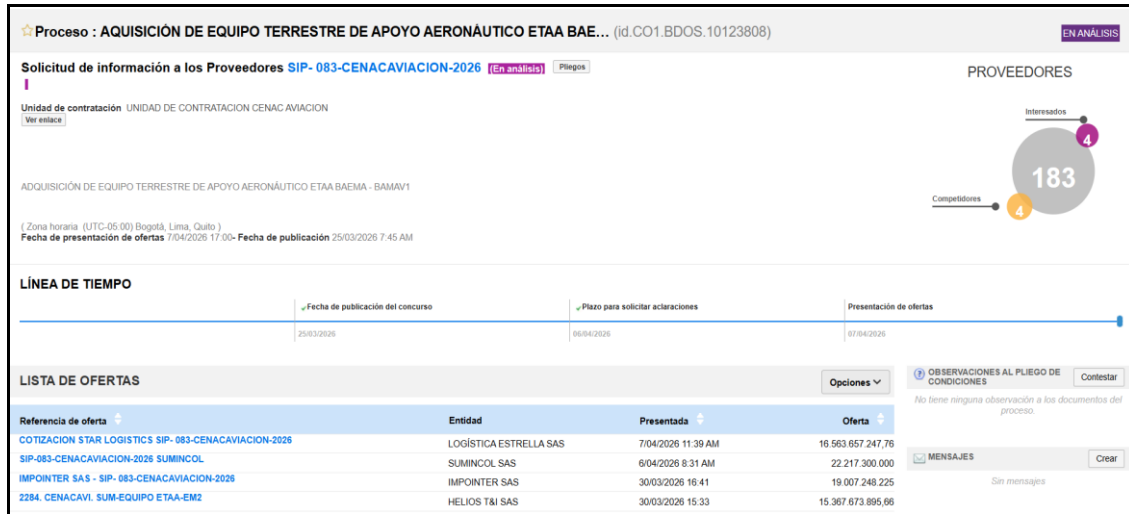 Proceso : AQUISICIÓN DE EQUIPO TERRESTRE DE APOYO AERONÁUTICO ETAA BAE... (id.CO1.BDOS.10123808)
EN ANÁLISIS
Solicitud de información a los Proveedores SIP- 083-CENACAVIACION-2026 (En análisis) Pliegos
Unidad de contratación UNIDAD DE CONTRATACION CENAC AVIACION
Ver enlace
ADQUISICIÓN DE EQUIPO TERRESTRE DE APOYO AERONÁUTICO ETAA BAEMA - BAMAV1
( Zona horaria (UTC-05:00) Bogotá, Lima, Quito )
Fecha de presentación de ofertas 7/04/2026 17:00- Fecha de publicación 25/03/2026 7:45 AM
PROVEEDORES
Interesados
4
183
Competidores
4
LÍNEA DE TIEMPO
Fecha de publicación del concurso
Plazo para solicitar aclaraciones
Presentación de ofertas
25/03/2026
06/04/2026
07/04/2026
LISTA DE OFERTAS
Opciones
Referencia de oferta Entidad Presentada Oferta
COTIZACION STAR LOGISTICS SIP- 083-CENACAVIACION-2026 LOGÍSTICA ESTRELLA SAS 7/04/2026 11:39 AM 16.563.657.247,76
SIP-083-CENACAVIACION-2026 SUMINCOL SUMINCOL SAS 6/04/2026 8:31 AM 22.217.300.000
IMPOINTER SAS - SIP- 083-CENACAVIACION-2026 IMPOINTER SAS 30/03/2026 16:41 19.007.248.225
2284. CENACAVI. SUM-EQUIPO ETAA-EM2 HELIOS T&I SAS 30/03/2026 15:33 15.367.673.895,66
OBSERVACIONES AL PLIEGO DE
CONDICIONES
Contestar
No tiene ninguna observación a los documentos del
proceso.
MENSAJES
Crear
Sin mensajes